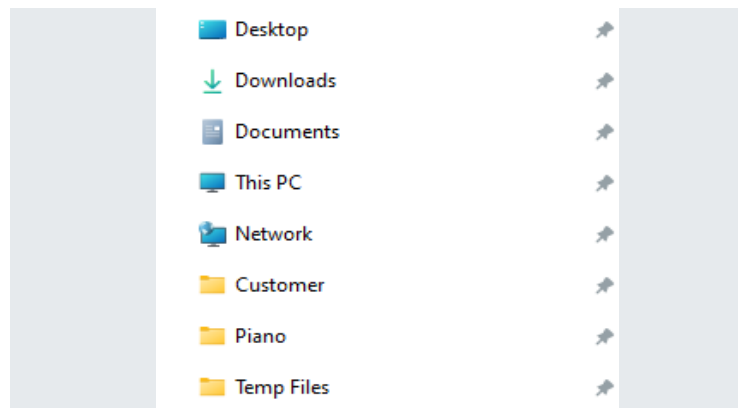 Desktop
Downloads
Documents
This PC
Network
Customer
Piano
Temp Files